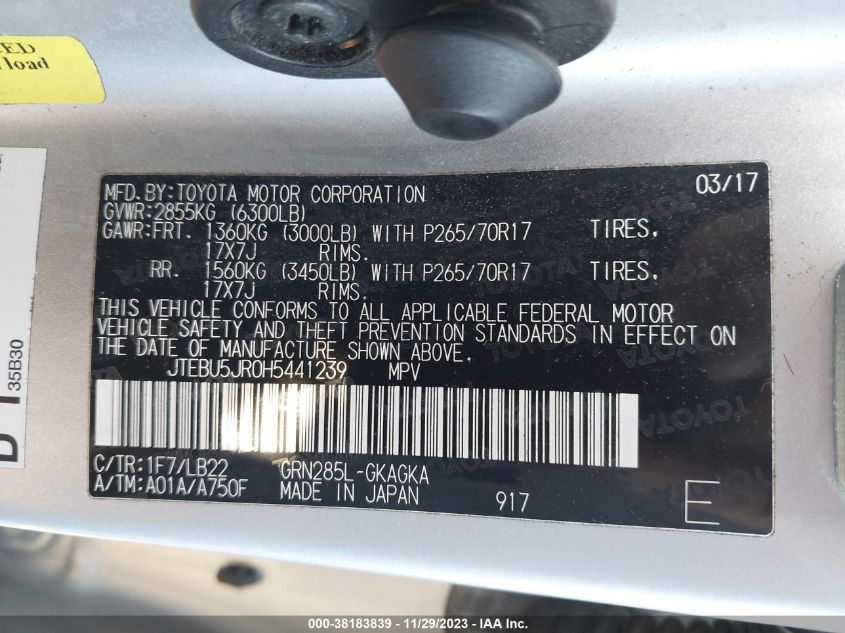 CED
load
35B30
MFD.BY:TOYOTA MOTOR CORPORATION 03/17
GVWR:2855KG (6300LB)
GAWR:FRT. 1360KG (3000LB) WITH P265/70R17 TIRES.
17X7J RIMS.
RR. 1560KG (3450LB) WITH P265/70R17 TIRES.
17X7J RIMS.
THIS VEHICLE CONFORMS TO ALL APPLICABLE FEDERAL MOTOR
VEHICLE SAFETY AND THEFT PREVENTION STANDARDS IN EFFECT ON
THE DATE OF MANUFACTURE SHOWN ABOVE.
JTEBU5JR0H5441239 MPV
C/TR:1F7/LB22 GRN285L-GKAGKA
A/TM:A01A/A750F MADE IN JAPAN 917 E
000-38183839 - 11/29/2023 - IAA Inc.